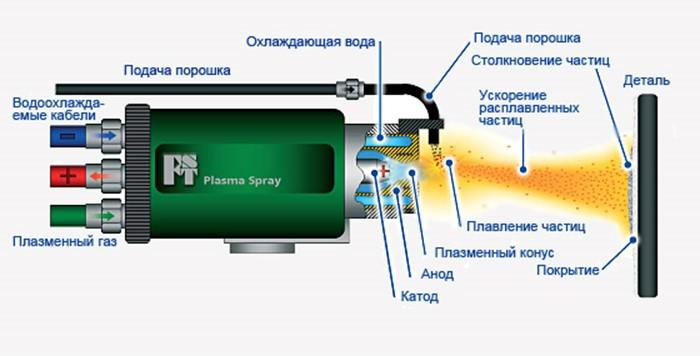 Охлаждающая вода
Подача порошка
Столкновение частиц
Подача порошка
Деталь
Ускорение
расплавленных
частиц
Водоохлажда-
емые кабели
FST
Plasma Spray
Плазменный газ
Плавление частиц
Плазменный конус
Анод
Покрытие
Катод